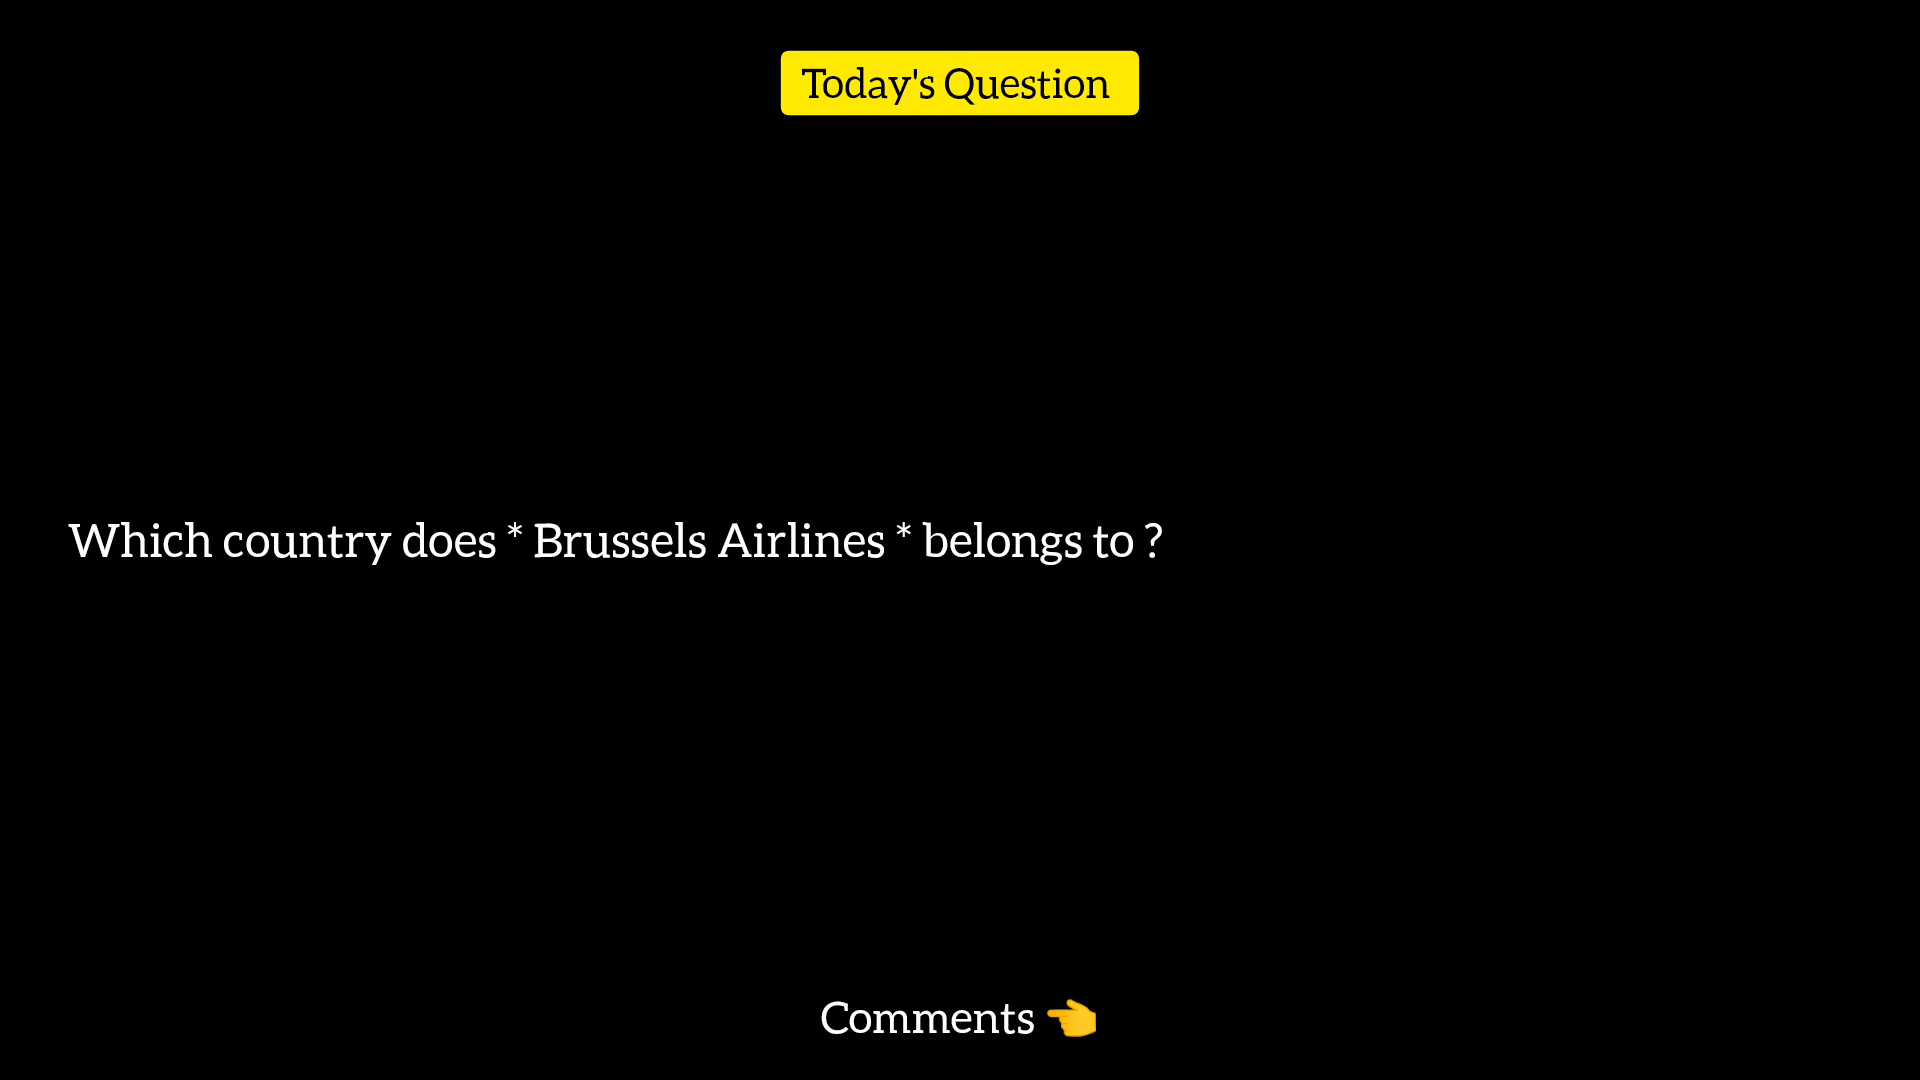 Today's Question
Which country does * Brussels Airlines * belongs to ?
Comments 👈